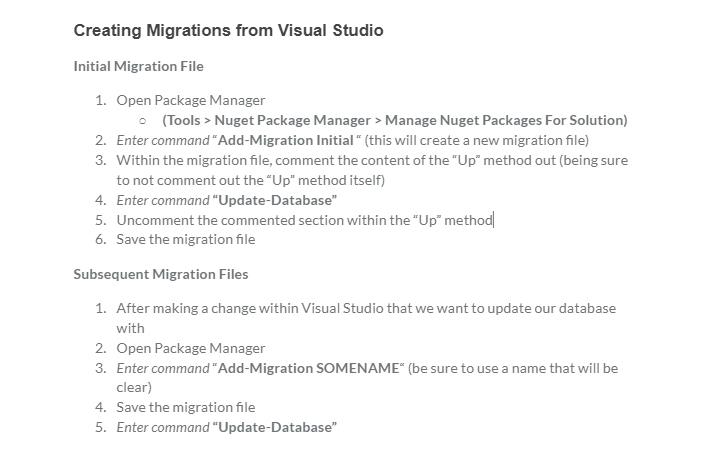 Creating Migrations from Visual Studio
Initial Migration File
1. Open Package Manager
○ (Tools > Nuget Package Manager > Manage Nuget Packages For Solution)
2. Enter command “Add-Migration Initial “ (this will create a new migration file)
3. Within the migration file, comment the content of the “Up” method out (being sure
to not comment out the “Up” method itself)
4. Enter command “Update-Database”
5. Uncomment the commented section within the “Up” method
6. Save the migration file
Subsequent Migration Files
1. After making a change within Visual Studio that we want to update our database
with
2. Open Package Manager
3. Enter command “Add-Migration SOMENAME“ (be sure to use a name that will be
clear)
4. Save the migration file
5. Enter command “Update-Database”